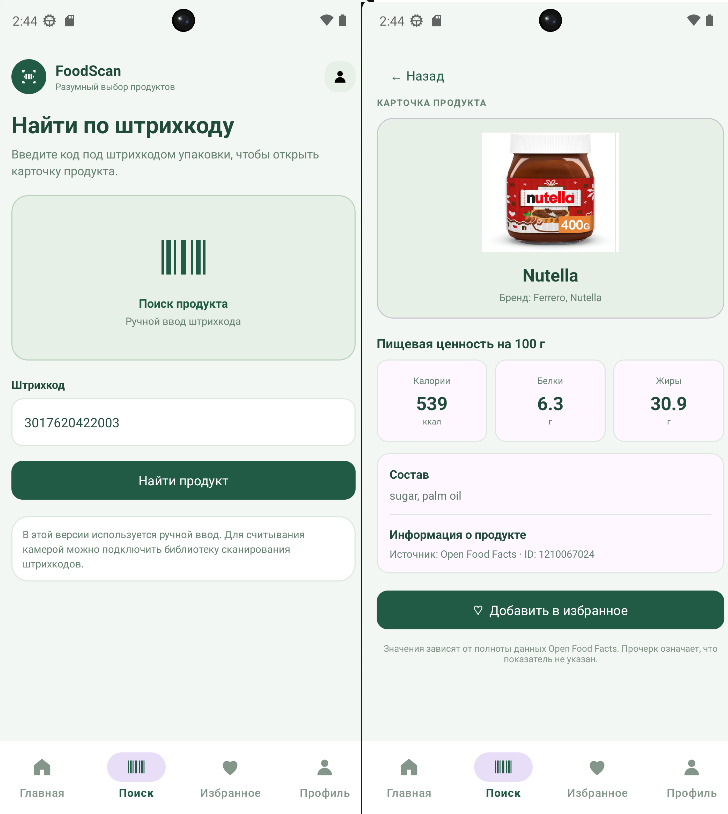 2:44
FoodScan
Разумный выбор продуктов
Найти по штрихкоду
Введите код под штрихкодом упаковки, чтобы открыть
карточку продукта.
Поиск продукта
Ручной ввод штрихкода
Штрихкод
3017620422003
Найти продукт
В этой версии используется ручной ввод. Для считывания
камерой можно подключить библиотеку сканирования
штрихкодов.
Главная
Поиск
Избранное
Профиль
2:44
← Назад
КАРТОЧКА ПРОДУКТА
nutella
400G
Nutella
Бренд: Ferrero, Nutella
Пищевая ценность на 100 г
Калории
539
ккал
Белки
6.3
г
Жиры
30.9
г
Состав
sugar, palm oil
Информация о продукте
Источник: Open Food Facts · ID: 1210067024
♡ Добавить в избранное
Значения зависят от полноты данных Open Food Facts. Прочерк означает, что
показатель не указан.
Главная
Поиск
Избранное
Профиль